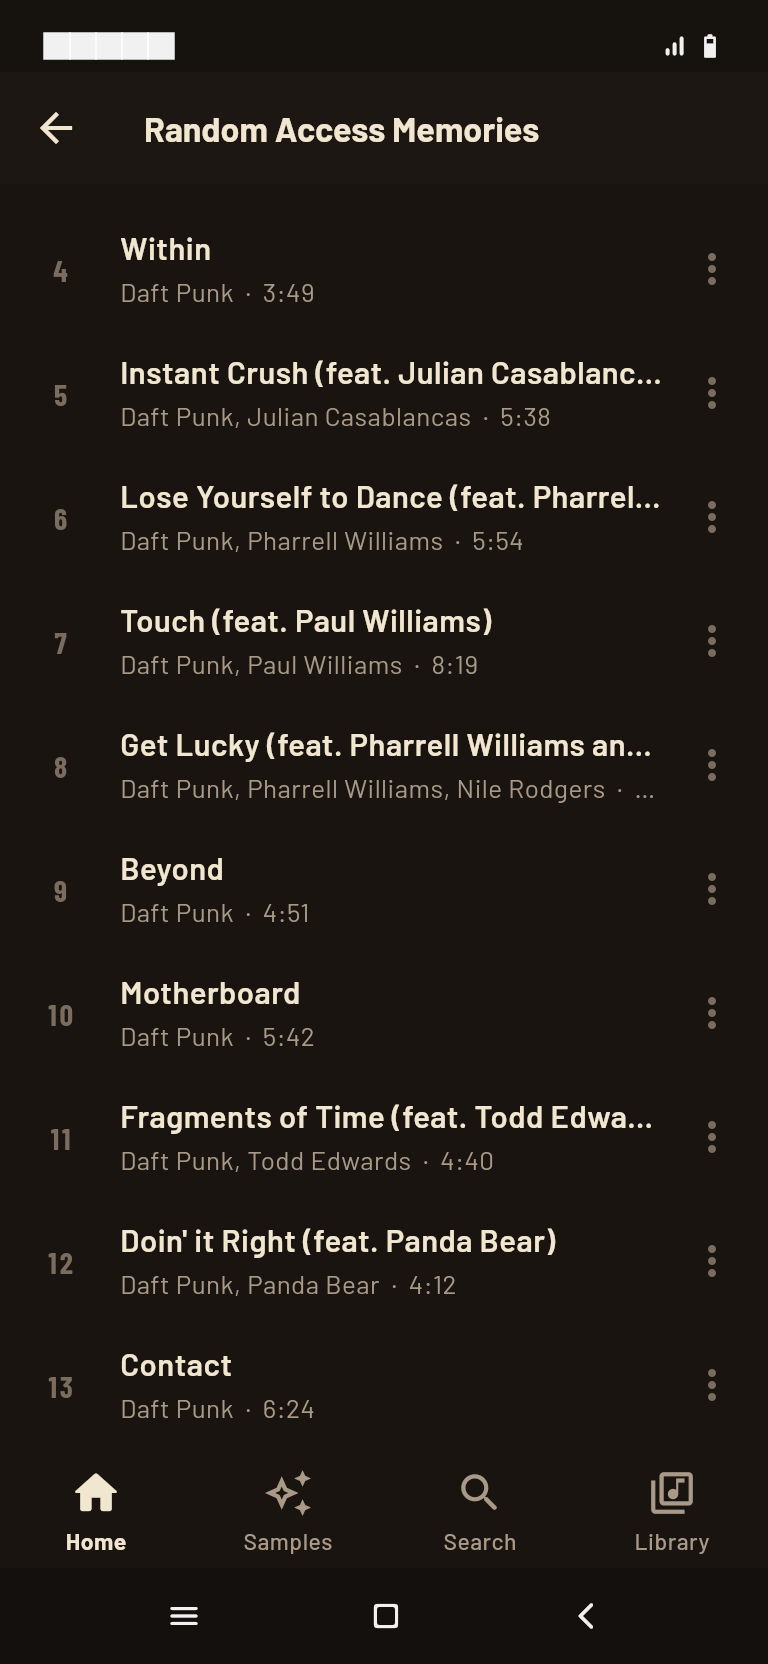 Random Access Memories
4
Within
Daft Punk · 3:49
5
Instant Crush (feat. Julian Casablanc...
Daft Punk, Julian Casablancas · 5:38
6
Lose Yourself to Dance (feat. Pharrel...
Daft Punk, Pharrell Williams · 5:54
7
Touch (feat. Paul Williams)
Daft Punk, Paul Williams · 8:19
8
Get Lucky (feat. Pharrell Williams an...
Daft Punk, Pharrell Williams, Nile Rodgers · ...
9
Beyond
Daft Punk · 4:51
10
Motherboard
Daft Punk · 5:42
11
Fragments of Time (feat. Todd Edwa...
Daft Punk, Todd Edwards · 4:40
12
Doin' it Right (feat. Panda Bear)
Daft Punk, Panda Bear · 4:12
13
Contact
Daft Punk · 6:24
Home Samples Search Library